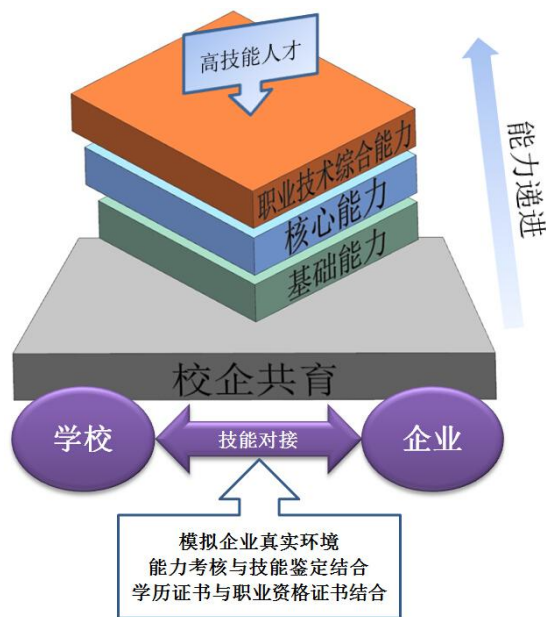 高技能人才
职业技术综合能力
核心能力
基础能力
能力递进
校企共育
学校
技能对接
企业
模拟企业真实环境
能力考核与技能鉴定结合
学历证书与职业资格证书结合